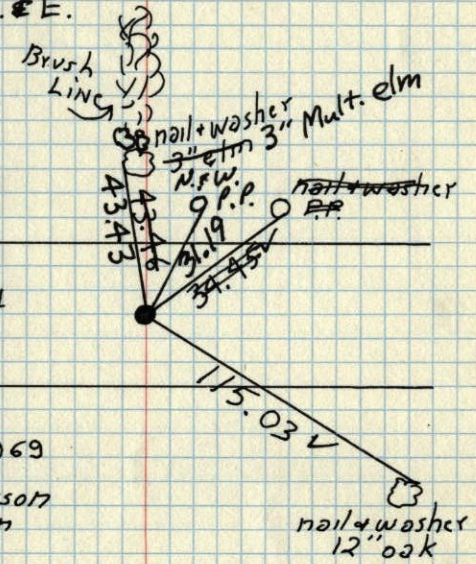 . & E.
Brush
Line
nail + washer
3" elm 3" Mult. elm
N. & W.
P.P.
nail + washer
P.P.
43.43
43.46
31.19
34.45 ✓
115.03 ✓
69
son
n
nail & washer
12" oak